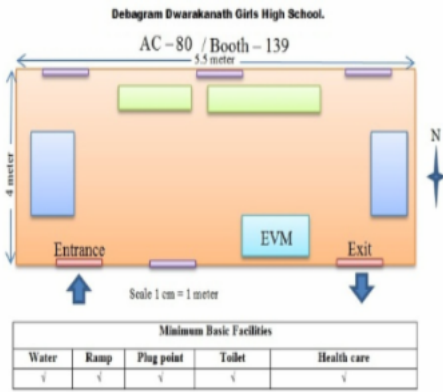 Debagram Dwarakanath Girls High School.
AC – 80 / Booth – 139
5.5 meter
4 meter
N
EVM
Entrance
Exit
Scale 1 cm = 1 meter
Minimum Basic Facilities
Water Ramp Plug point Toilet Health care
√ √ √ √ √